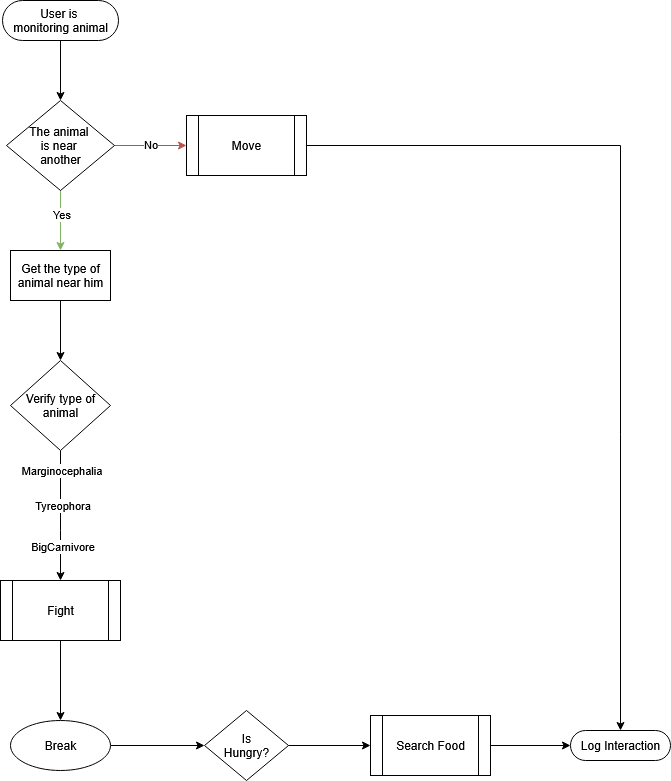 User is
monitoring animal
The animal
is near
another
No
Move
Yes
Get the type of
animal near him
Verify type of
animal
Marginocephalia
Tyreophora
BigCarnivore
Fight
Break
Is
Hungry?
Search Food
Log Interaction